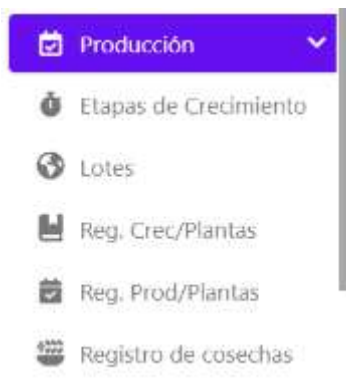 Producción
Etapas de Crecimiento
Lotes
Reg. Crec/Plantas
Reg. Prod/Plantas
Registro de cosechas